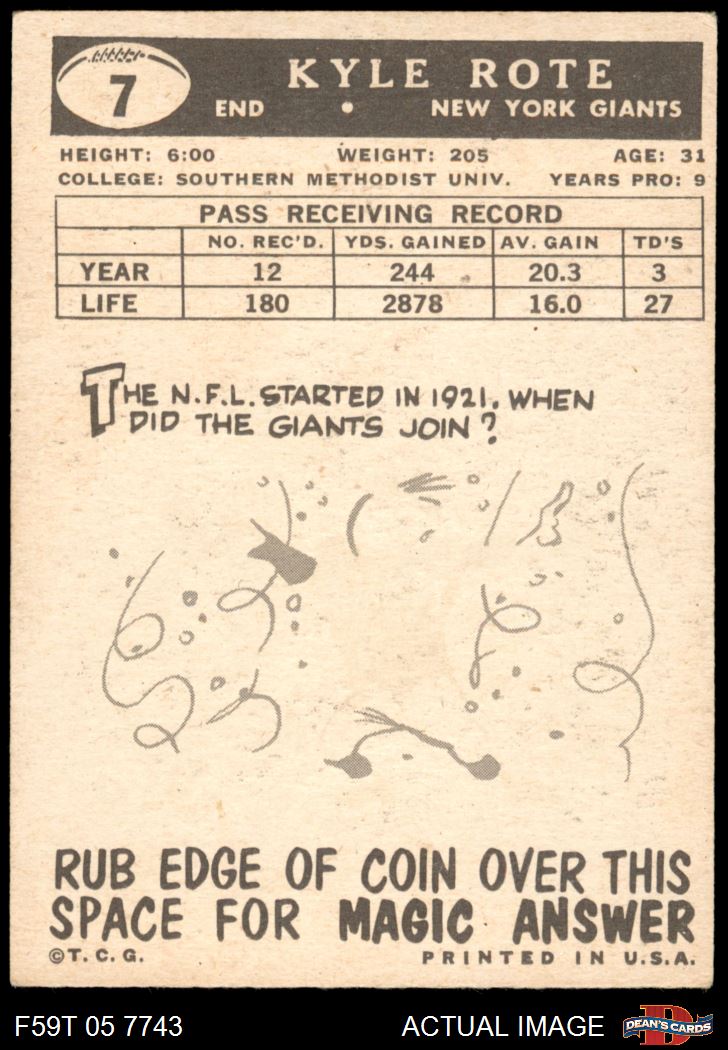 7
KYLE ROTE
END • NEW YORK GIANTS
HEIGHT: 6:00 WEIGHT: 205 AGE: 31
COLLEGE: SOUTHERN METHODIST UNIV. YEARS PRO: 9
PASS RECEIVING RECORD
NO. REC'D. YDS. GAINED AV. GAIN TD'S
YEAR 12 244 20.3 3
LIFE 180 2878 16.0 27
THE N.F.L. STARTED IN 1921. WHEN
DID THE GIANTS JOIN?
RUB EDGE OF COIN OVER THIS
SPACE FOR MAGIC ANSWER
©T.C.G. PRINTED IN U.S.A.
F59T 05 7743 ACTUAL IMAGE D DEAN'S CARDS